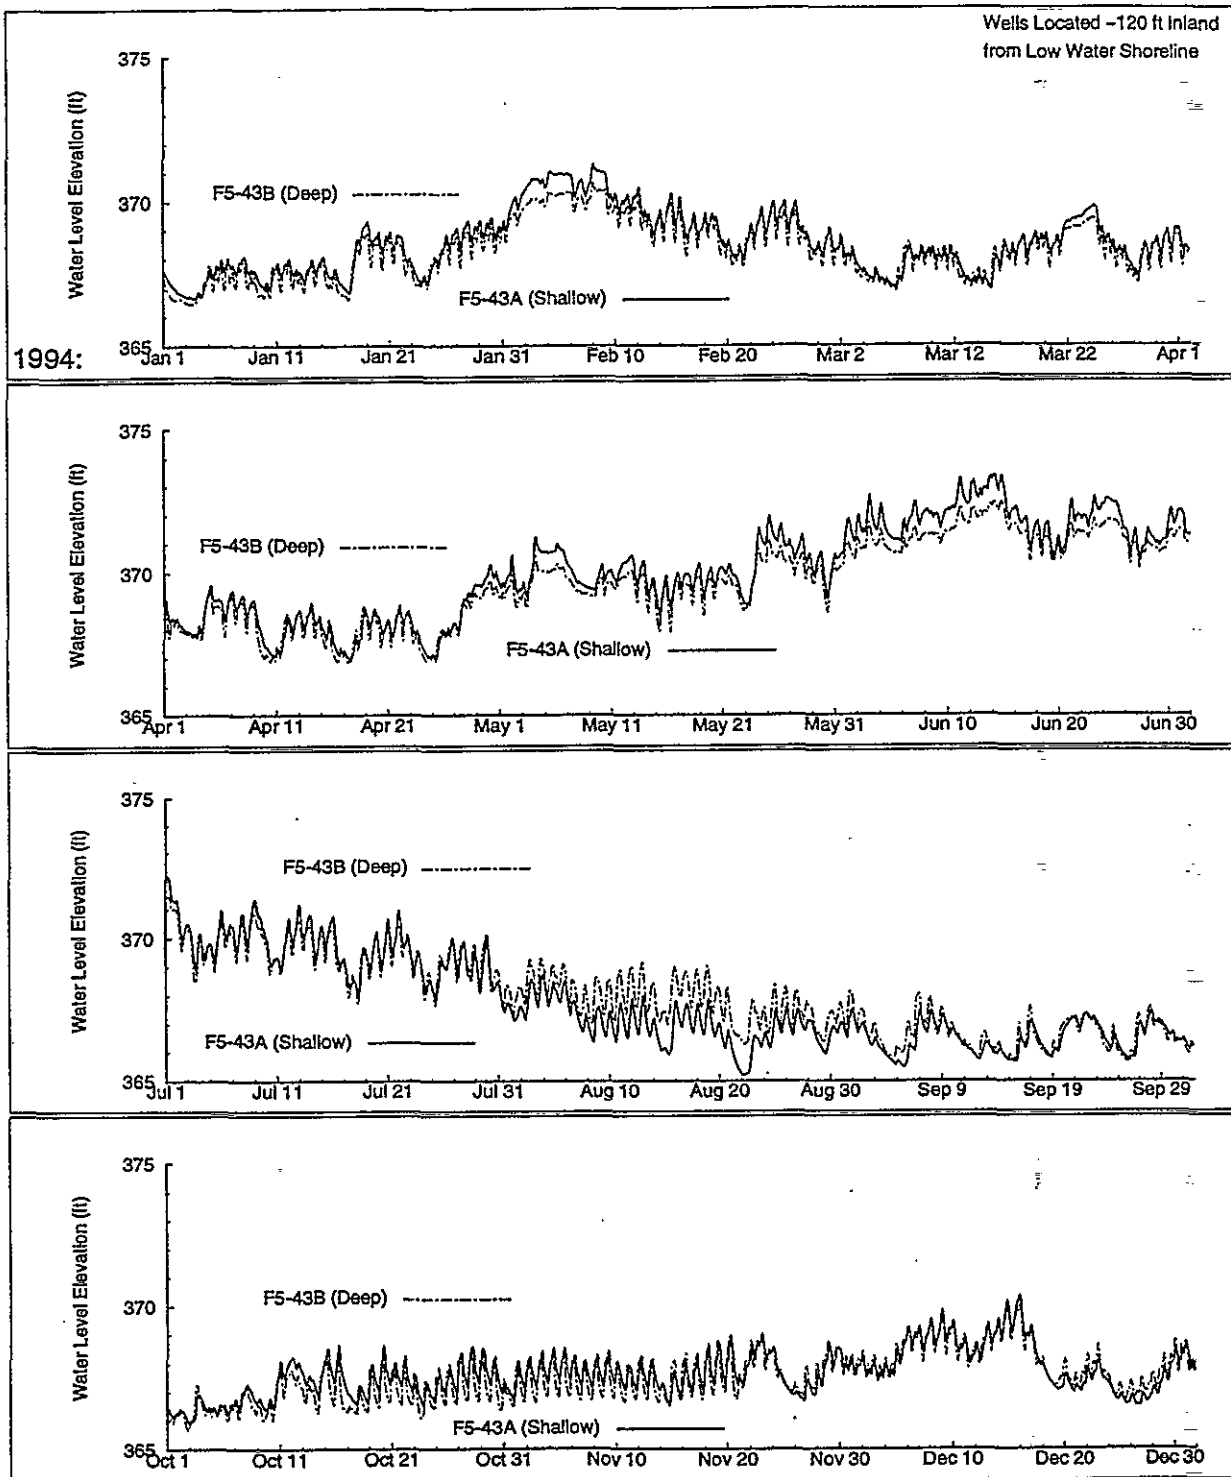 Wells Located ~120 ft Inland
from Low Water Shoreline
375
Water Level Elevation (ft)
F5-43B (Deep)
370
F5-43A (Shallow)
365
1994:
Jan 1 Jan 11 Jan 21 Jan 31 Feb 10 Feb 20 Mar 2 Mar 12 Mar 22 Apr 1
375
Water Level Elevation (ft)
F5-43B (Deep)
370
F5-43A (Shallow)
365
Apr 1 Apr 11 Apr 21 May 1 May 11 May 21 May 31 Jun 10 Jun 20 Jun 30
375
Water Level Elevation (ft)
F5-43B (Deep)
370
F5-43A (Shallow)
365
Jul 1 Jul 11 Jul 21 Jul 31 Aug 10 Aug 20 Aug 30 Sep 9 Sep 19 Sep 29
375
Water Level Elevation (ft)
370
F5-43B (Deep)
F5-43A (Shallow)
365
Oct 1 Oct 11 Oct 21 Oct 31 Nov 10 Nov 20 Nov 30 Dec 10 Dec 20 Dec 30